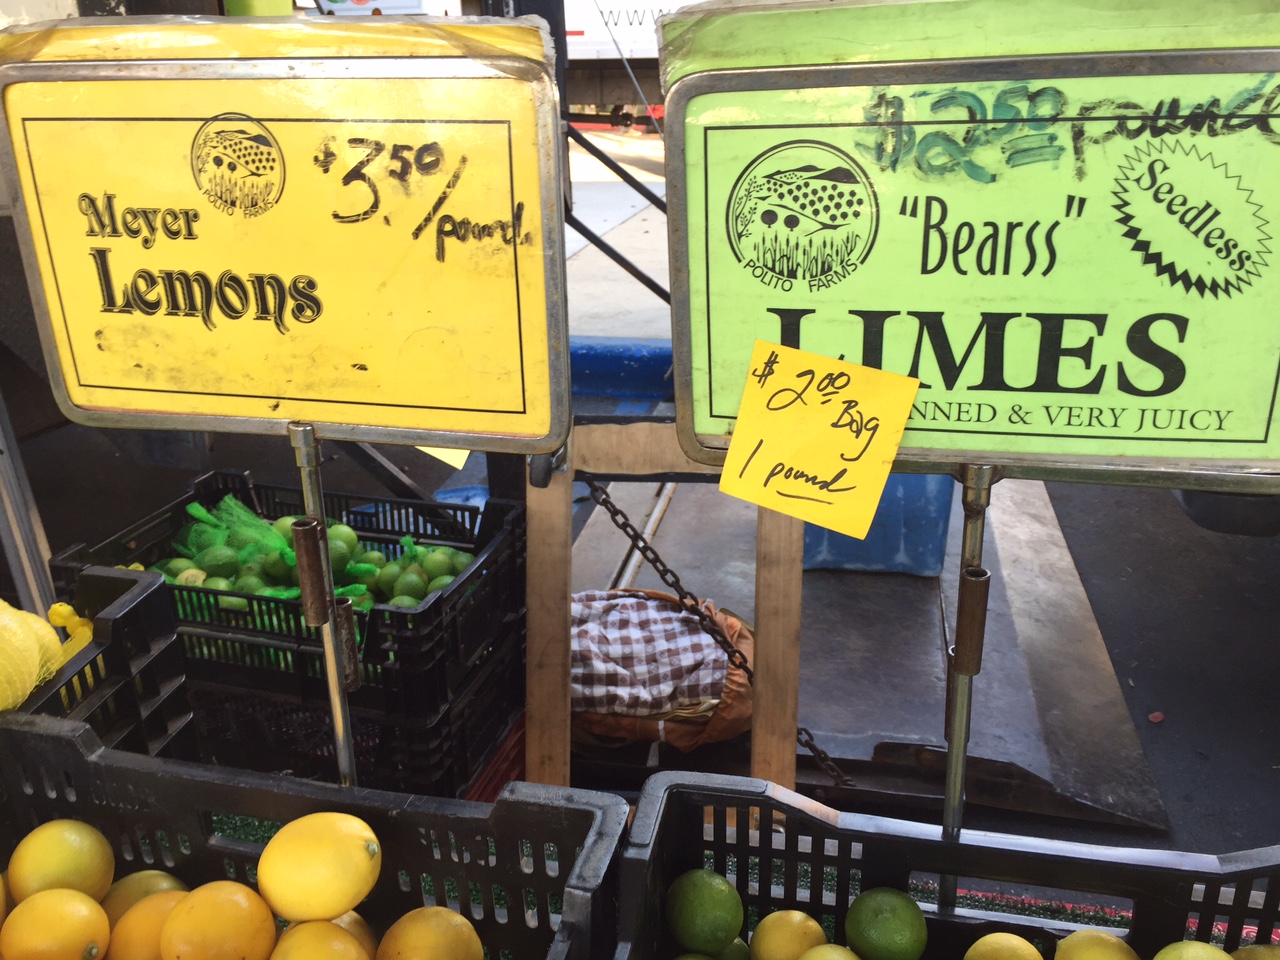 POLITO FARMS
$3.50/pound.
Meyer
Lemons
$2.50 pound
POLITO FARMS
"Bearss"
Seedless
LIMES
NNED & VERY JUICY
$2.00
Bag
1 pound